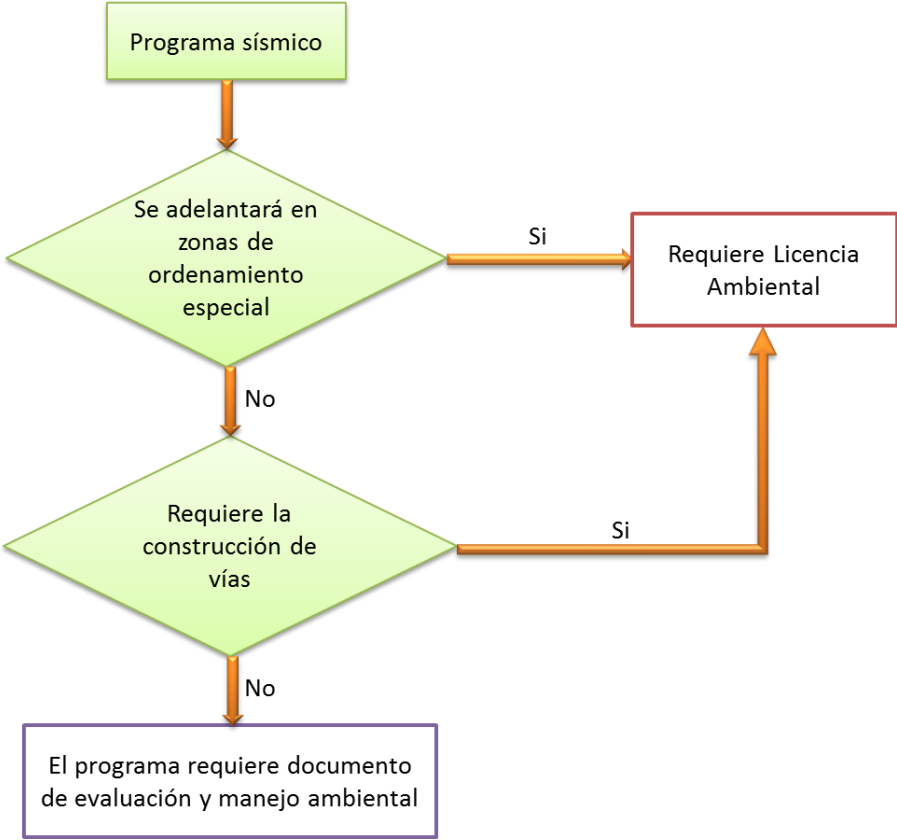 Programa sísmico
Se adelantará en
zonas de
ordenamiento
especial
Si
Requiere Licencia
Ambiental
No
Requiere la
construcción de
vías
Si
No
El programa requiere documento
de evaluación y manejo ambiental